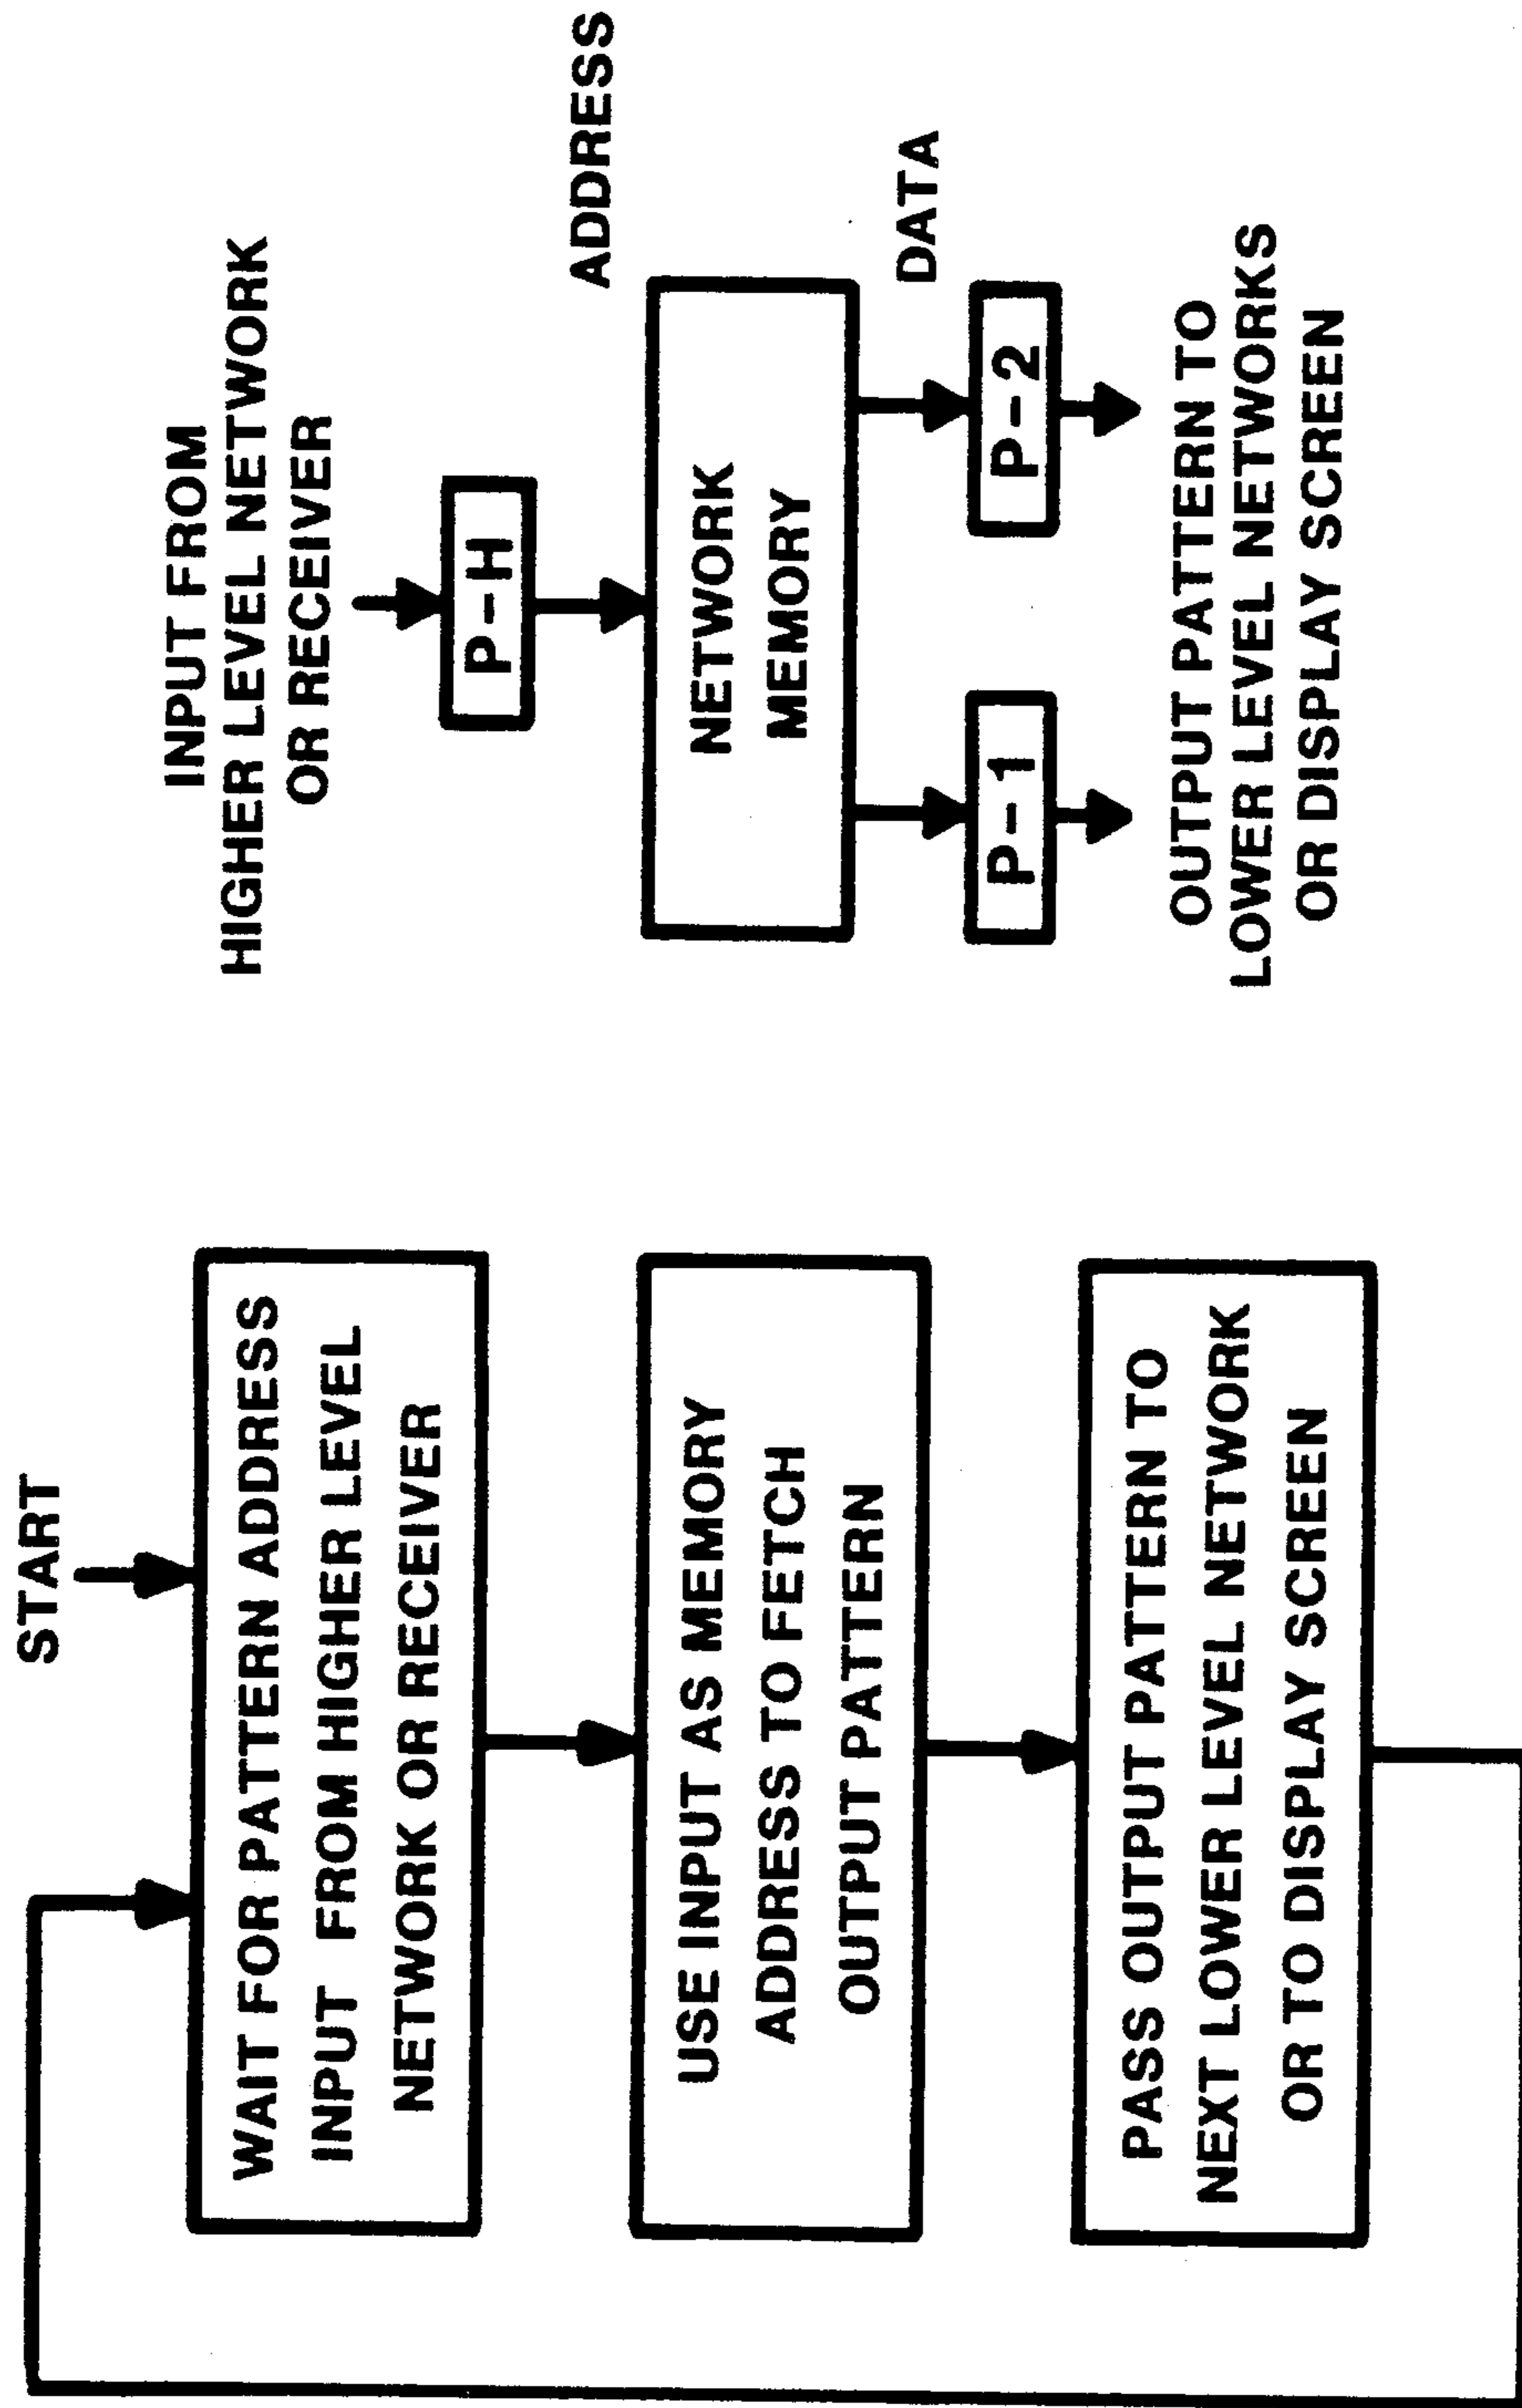 START
WAIT FOR PATTERN ADDRESS
INPUT FROM HIGHER LEVEL
NETWORK OR RECEIVER
USE INPUT AS MEMORY
ADDRESS TO FETCH
OUTPUT PATTERN
PASS OUTPUT PATTERN TO
NEXT LOWER LEVEL NETWORK
OR TO DISPLAY SCREEN
INPUT FROM
HIGHER LEVEL NETWORK
OR RECEIVER
P-H
ADDRESS
NETWORK
MEMORY
DATA
P-1
P-2
OUTPUT PATTERN TO
LOWER LEVEL NETWORKS
OR DISPLAY SCREEN